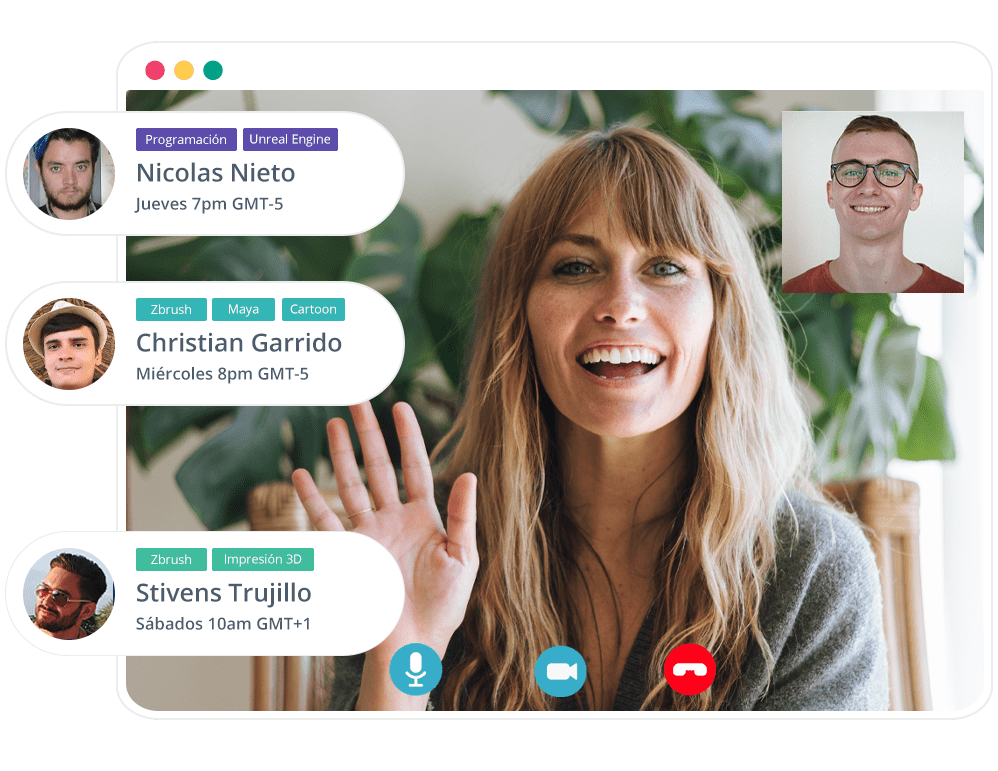 Programación Unreal Engine
Nicolas Nieto
Jueves 7pm GMT-5
Zbrush Maya Cartoon
Christian Garrido
Miércoles 8pm GMT-5
Zbrush Impresión 3D
Stivens Trujillo
Sábados 10am GMT+1